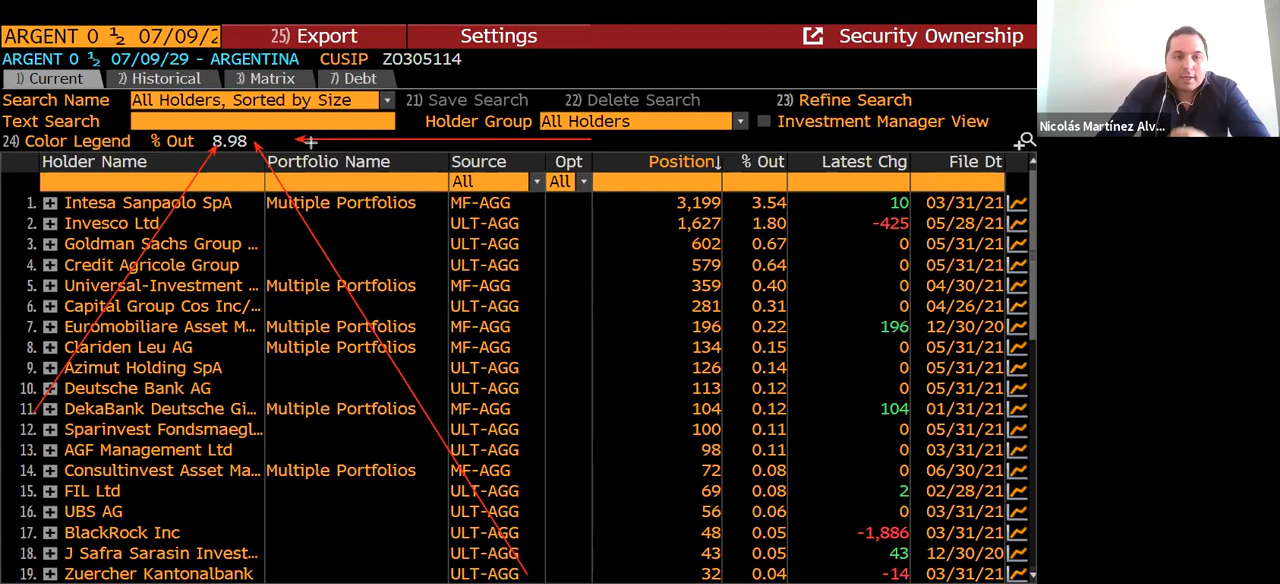 ARGENT 0 ½ 07/09/2 25) Export Settings Security Ownership
ARGENT 0 ½ 07/09/29 - ARGENTINA CUSIP ZO305114
1) Current 2) Historical 3) Matrix 7) Debt
Search Name All Holders, Sorted by Size 21) Save Search 22) Delete Search 23) Refine Search
Text Search Holder Group All Holders Investment Manager View
24) Color Legend % Out 8.98
Holder Name Portfolio Name Source Opt Position↓ % Out Latest Chg File Dt
All All
1. Intesa Sanpaolo SpA Multiple Portfolios MF-AGG 3,199 3.54 10 03/31/21
2. Invesco Ltd ULT-AGG 1,627 1.80 -425 05/28/21
3. Goldman Sachs Group ... ULT-AGG 602 0.67 0 05/31/21
4. Credit Agricole Group ULT-AGG 579 0.64 0 05/31/21
5. Universal-Investment ... Multiple Portfolios MF-AGG 359 0.40 0 04/30/21
6. Capital Group Cos Inc/... ULT-AGG 281 0.31 0 04/26/21
7. Euromobiliare Asset M... Multiple Portfolios MF-AGG 196 0.22 196 12/30/20
8. Clariden Leu AG Multiple Portfolios MF-AGG 134 0.15 0 03/31/21
9. Azimut Holding SpA ULT-AGG 126 0.14 0 05/31/21
10. Deutsche Bank AG ULT-AGG 113 0.12 0 05/31/21
11. DekaBank Deutsche Gi... Multiple Portfolios MF-AGG 104 0.12 104 01/31/21
12. Sparinvest Fondsmaegl... ULT-AGG 100 0.11 0 05/31/21
13. AGF Management Ltd ULT-AGG 98 0.11 0 03/31/21
14. Consultinvest Asset Ma... Multiple Portfolios MF-AGG 72 0.08 0 06/30/21
15. FIL Ltd ULT-AGG 69 0.08 2 02/28/21
16. UBS AG ULT-AGG 56 0.06 0 03/31/21
17. BlackRock Inc ULT-AGG 48 0.05 -1,886 03/31/21
18. J Safra Sarasin Invest... ULT-AGG 43 0.05 43 12/30/20
19. Zuercher Kantonalbank ULT-AGG 32 0.04 -14 03/31/21
Nicolás Martínez Alv...